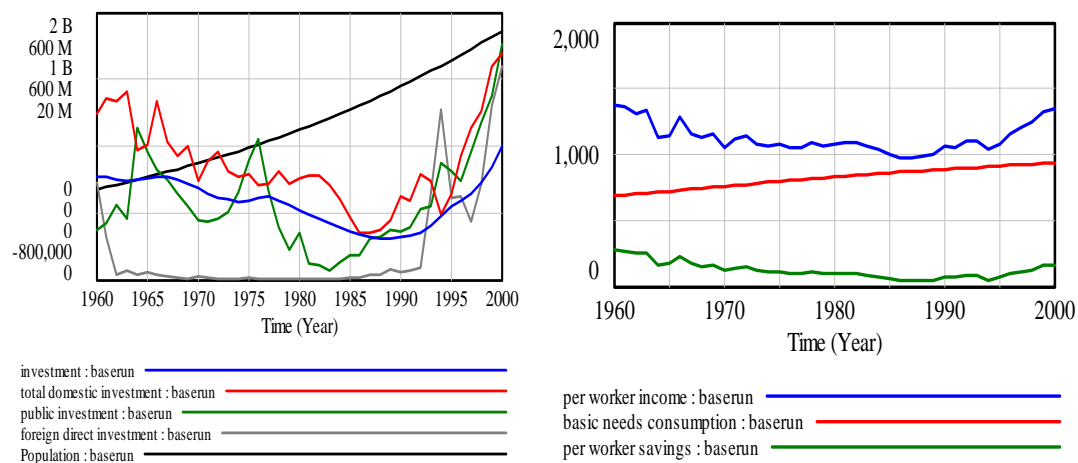 2 B
600 M
1 B
600 M
20 M
0
0
0
-800,000
0
1960 1965 1970 1975 1980 1985 1990 1995 2000
Time (Year)
investment : baserun
total domestic investment : baserun
public investment : baserun
foreign direct investment : baserun
Population : baserun
2,000
1,000
0
1960 1970 1980 1990 2000
Time (Year)
per worker income : baserun
basic needs consumption : baserun
per worker savings : baserun